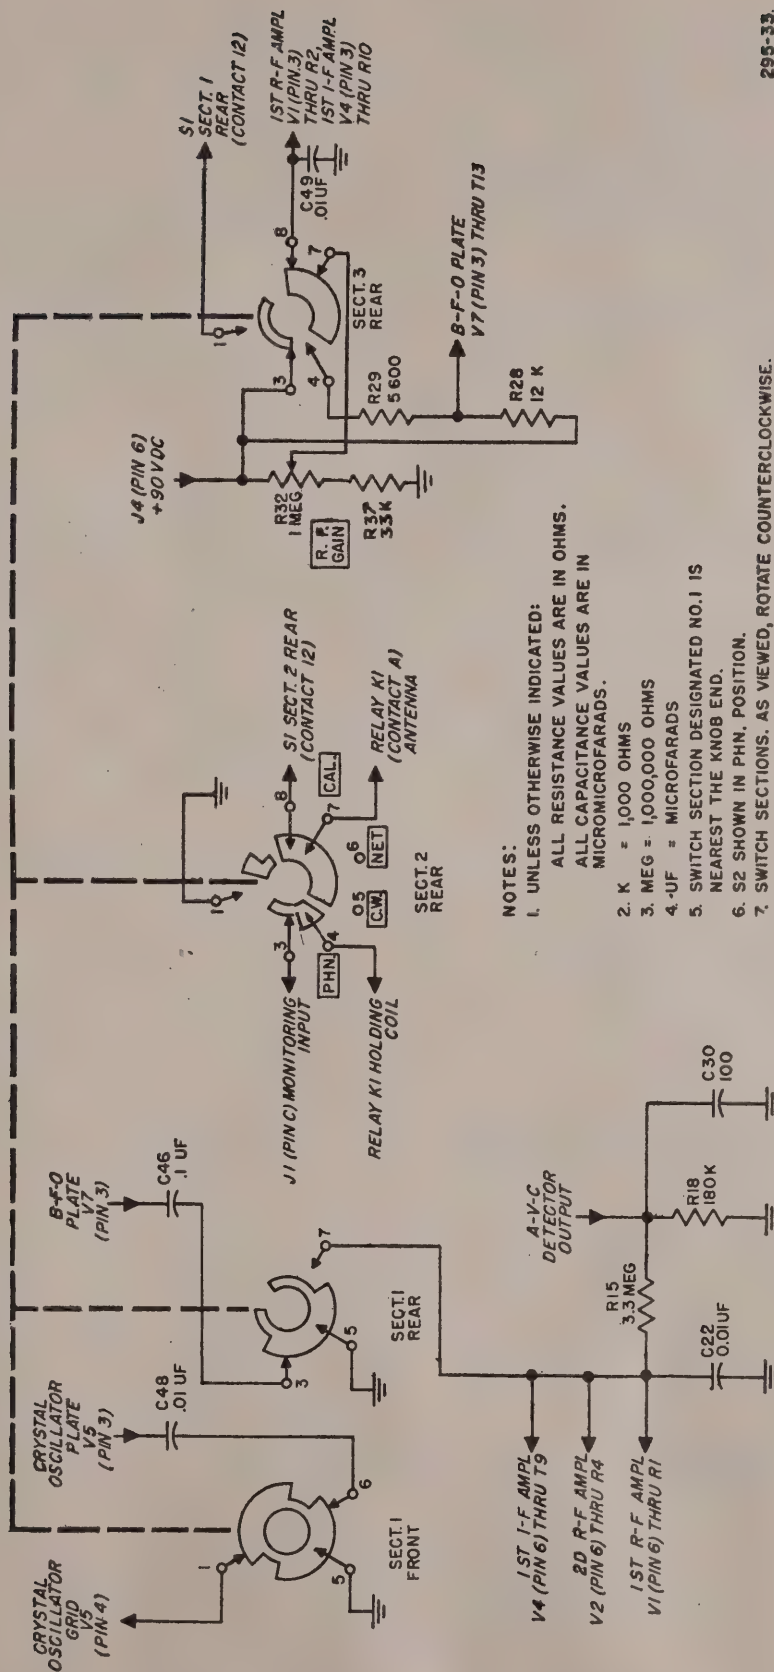 CRYSTAL
OSCILLATOR
GRID
V5
(PIN 4)
CRYSTAL
OSCILLATOR
PLATE
V5
(PIN 3)
C48
.01 UF
1
6
5
SECT.1
FRONT
B-F-O
PLATE
V7
(PIN 3)
C46
.1 UF
3
7
5
SECT.1
REAR
1
3
J1 (PIN C) MONITORING
INPUT
8
S1 SECT. 2 REAR
(CONTACT 12)
CAL.
7
6
NET
5
C.W.
4
PHN.
RELAY K1 HOLDING
COIL
RELAY K1
(CONTACT A)
ANTENNA
SECT.2
REAR
J4 (PIN 6)
+90 VDC
R32
1 MEG
R. F.
GAIN
R37
33K
1
S1
SECT. 1
REAR
(CONTACT 12)
3
4
8
7
C49
.01 UF
1ST R-F AMPL
V1 (PIN.3)
THRU R2,
1ST I-F AMPL
V4 (PIN 3)
THRU R10
SECT. 3
REAR
R29
5600
B-F-O PLATE
V7 (PIN 3) THRU T13
R28
12 K
1ST I-F AMPL
V4 (PIN 6) THRU T9
2D R-F AMPL
V2 (PIN 6) THRU R4
1ST R-F AMPL
V1 (PIN 6) THRU R1
A-V-C
DETECTOR
OUTPUT
R15
3.3 MEG
C22
0.01UF
R18
180K
C30
100
NOTES:
1. UNLESS OTHERWISE INDICATED:
ALL RESISTANCE VALUES ARE IN OHMS.
ALL CAPACITANCE VALUES ARE IN
MICROMICROFARADS.
2. K = 1,000 OHMS
3. MEG = 1,000,000 OHMS
4. UF = MICROFARADS
5. SWITCH SECTION DESIGNATED NO.1 IS
NEAREST THE KNOB END.
6. S2 SHOWN IN PHN. POSITION.
7. SWITCH SECTIONS, AS VIEWED, ROTATE COUNTERCLOCKWISE.